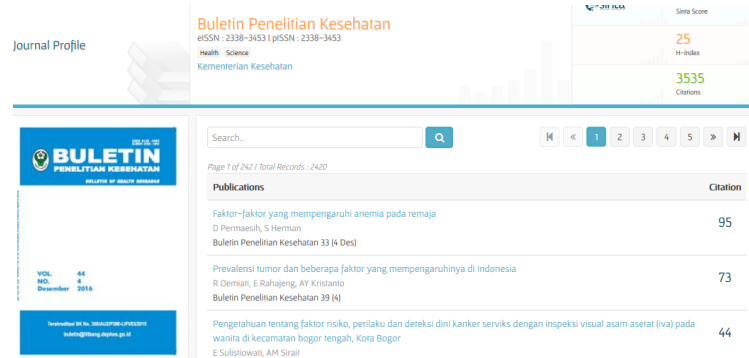 Journal Profile
Buletin Penelitian Kesehatan
eISSN : 2338-3453 | pISSN : 2338-3453
Health Science
Kementerian Kesehatan
Sinta Score
25
H-Index
3535
Citations
BULETIN
PENELITIAN KESEHATAN
BULLETIN OF HEALTH RESEARCH
VOL. 44
NO. 4
Desember 2016
buletin@litbang.depkes.go.id
Search..
1 2 3 4 5
Page 1 of 242 | Total Records : 2420
Publications Citation
Faktor-faktor yang mempengaruhi anemia pada remaja 95
D Permaesih, S Herman
Buletin Penelitian Kesehatan 33 (4 Des)
Prevalensi tumor dan beberapa faktor yang mempengaruhinya di Indonesia 73
R Oemiati, E Rahajeng, AY Kristanto
Buletin Penelitian Kesehatan 39 (4)
Pengetahuan tentang faktor risiko, perilaku dan deteksi dini kanker serviks dengan inspeksi visual asam asetat (iva) pada 44
wanita di kecamatan bogor tengah, Kota Bogor
E Sulistiowati, AM Sirait